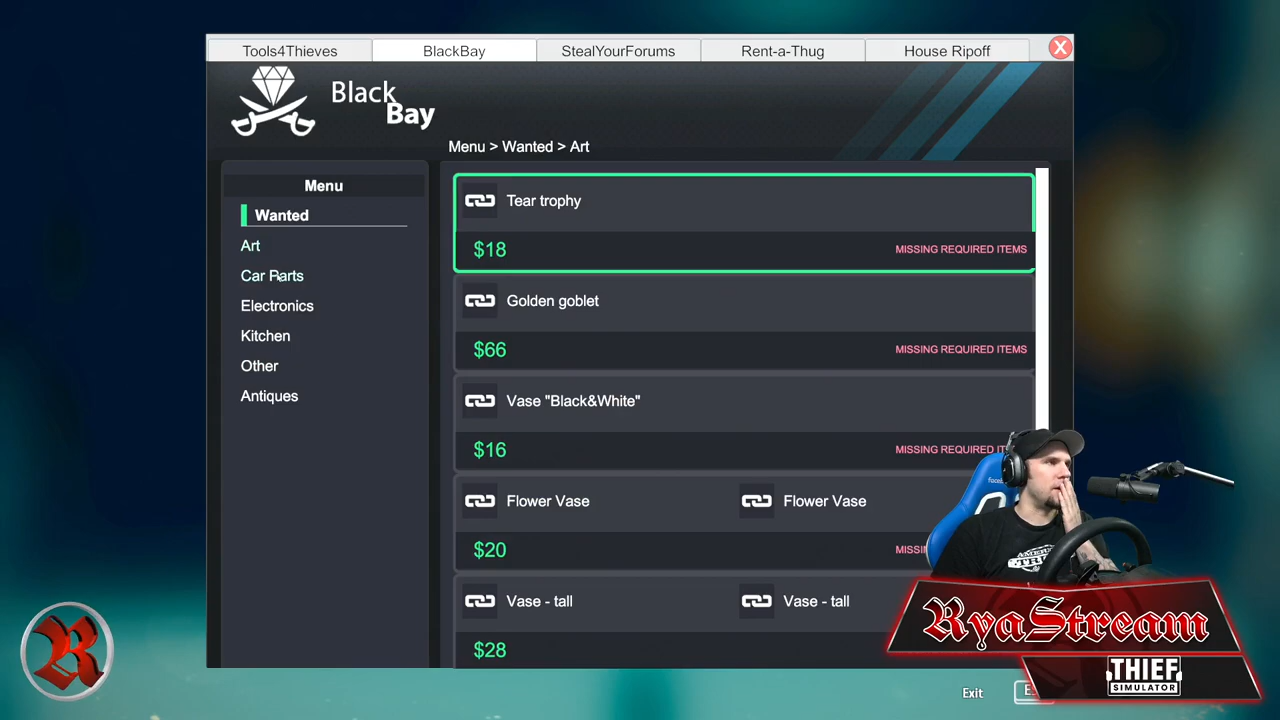 Tools4Thieves
BlackBay
StealYourForums
Rent-a-Thug
House Ripoff
X
Black
Bay
Menu > Wanted > Art
Menu
Wanted
Art
Car Parts
Electronics
Kitchen
Other
Antiques
Tear trophy
$18
MISSING REQUIRED ITEMS
Golden goblet
$66
MISSING REQUIRED ITEMS
Vase "Black&White"
$16
MISSING REQUIRED
Flower Vase
Flower Vase
$20
Vase - tall
Vase - tall
$28
RyaStream
THIEF
SIMULATOR
Exit
R